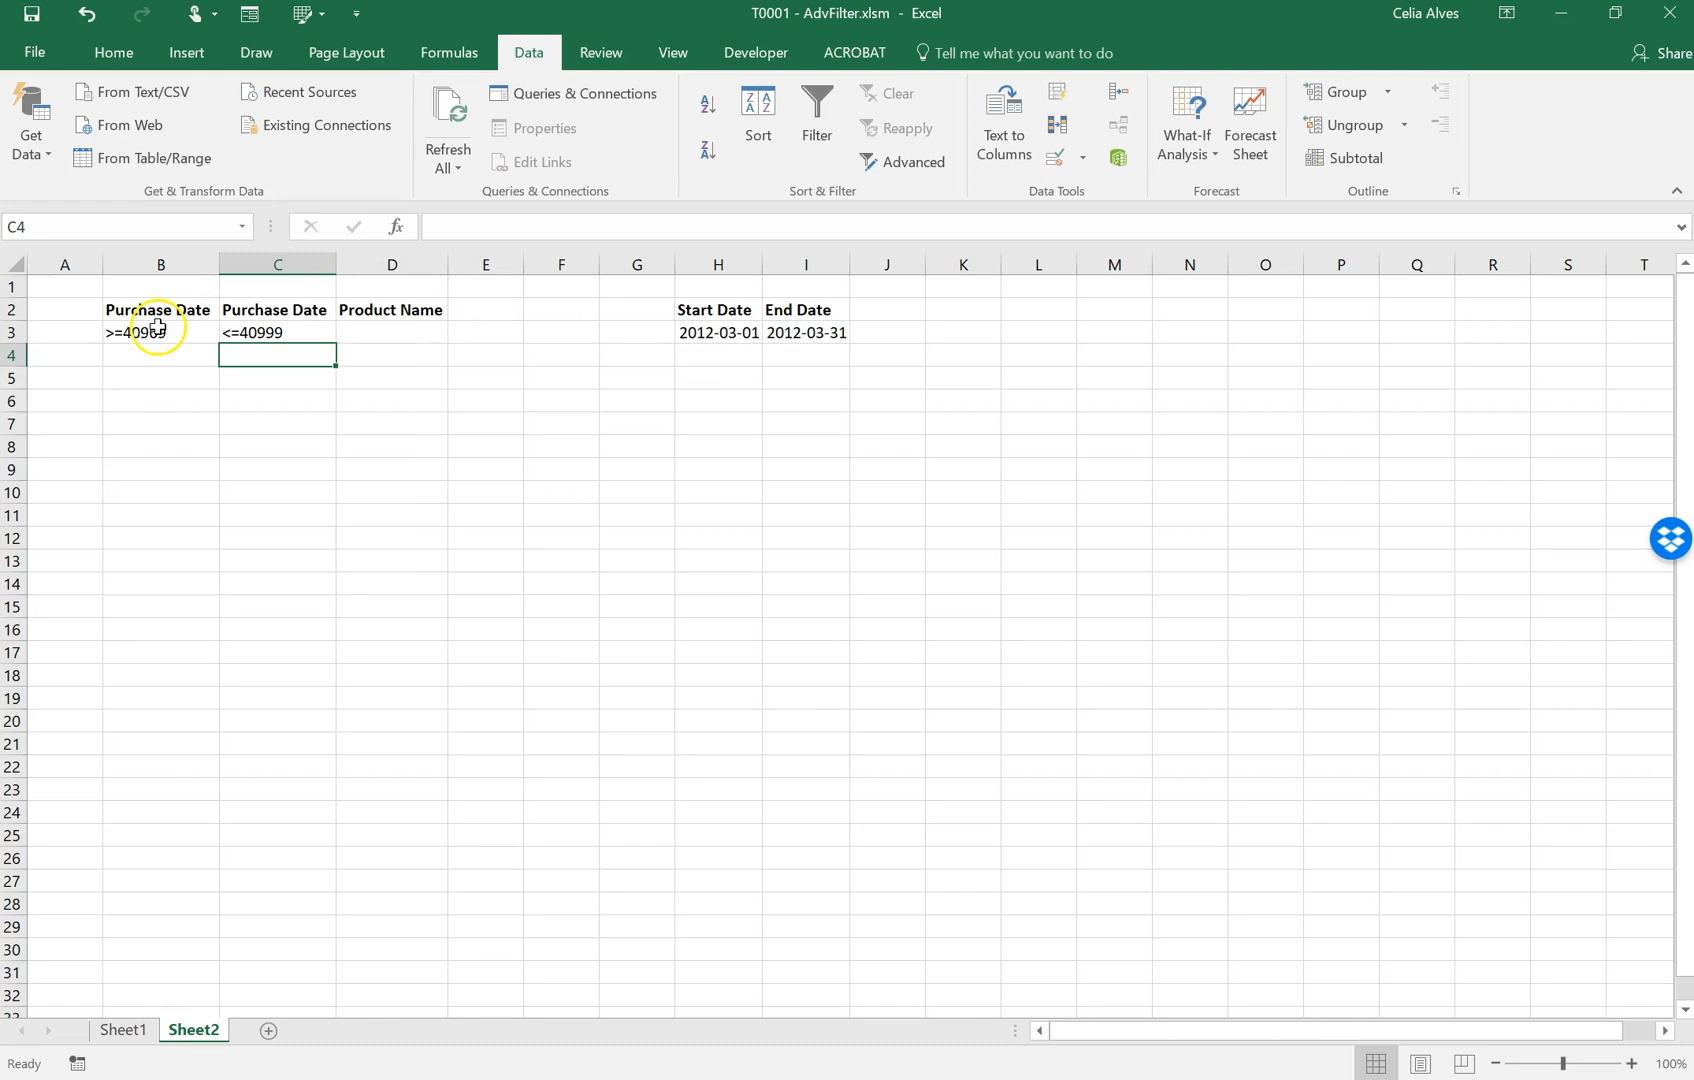 T0001 - AdvFilter.xlsm - Excel
Celia Alves
File Home Insert Draw Page Layout Formulas Data Review View Developer ACROBAT Tell me what you want to do Share
Get Data
From Text/CSV
From Web
From Table/Range
Recent Sources
Existing Connections
Get & Transform Data
Refresh All
Queries & Connections
Properties
Edit Links
Queries & Connections
Sort
Filter
Clear
Reapply
Advanced
Sort & Filter
Text to Columns
Data Tools
What-If Analysis
Forecast Sheet
Forecast
Group
Ungroup
Subtotal
Outline
C4
fx
A B C D E F G H I J K L M N O P Q R S T
1
2 Purchase Date Purchase Date Product Name Start Date End Date
3 >=40969 <=40999 2012-03-01 2012-03-31
4
5
6
7
8
9
10
11
12
13
14
15
16
17
18
19
20
21
22
23
24
25
26
27
28
29
30
31
32
Sheet1 Sheet2
Ready
100%